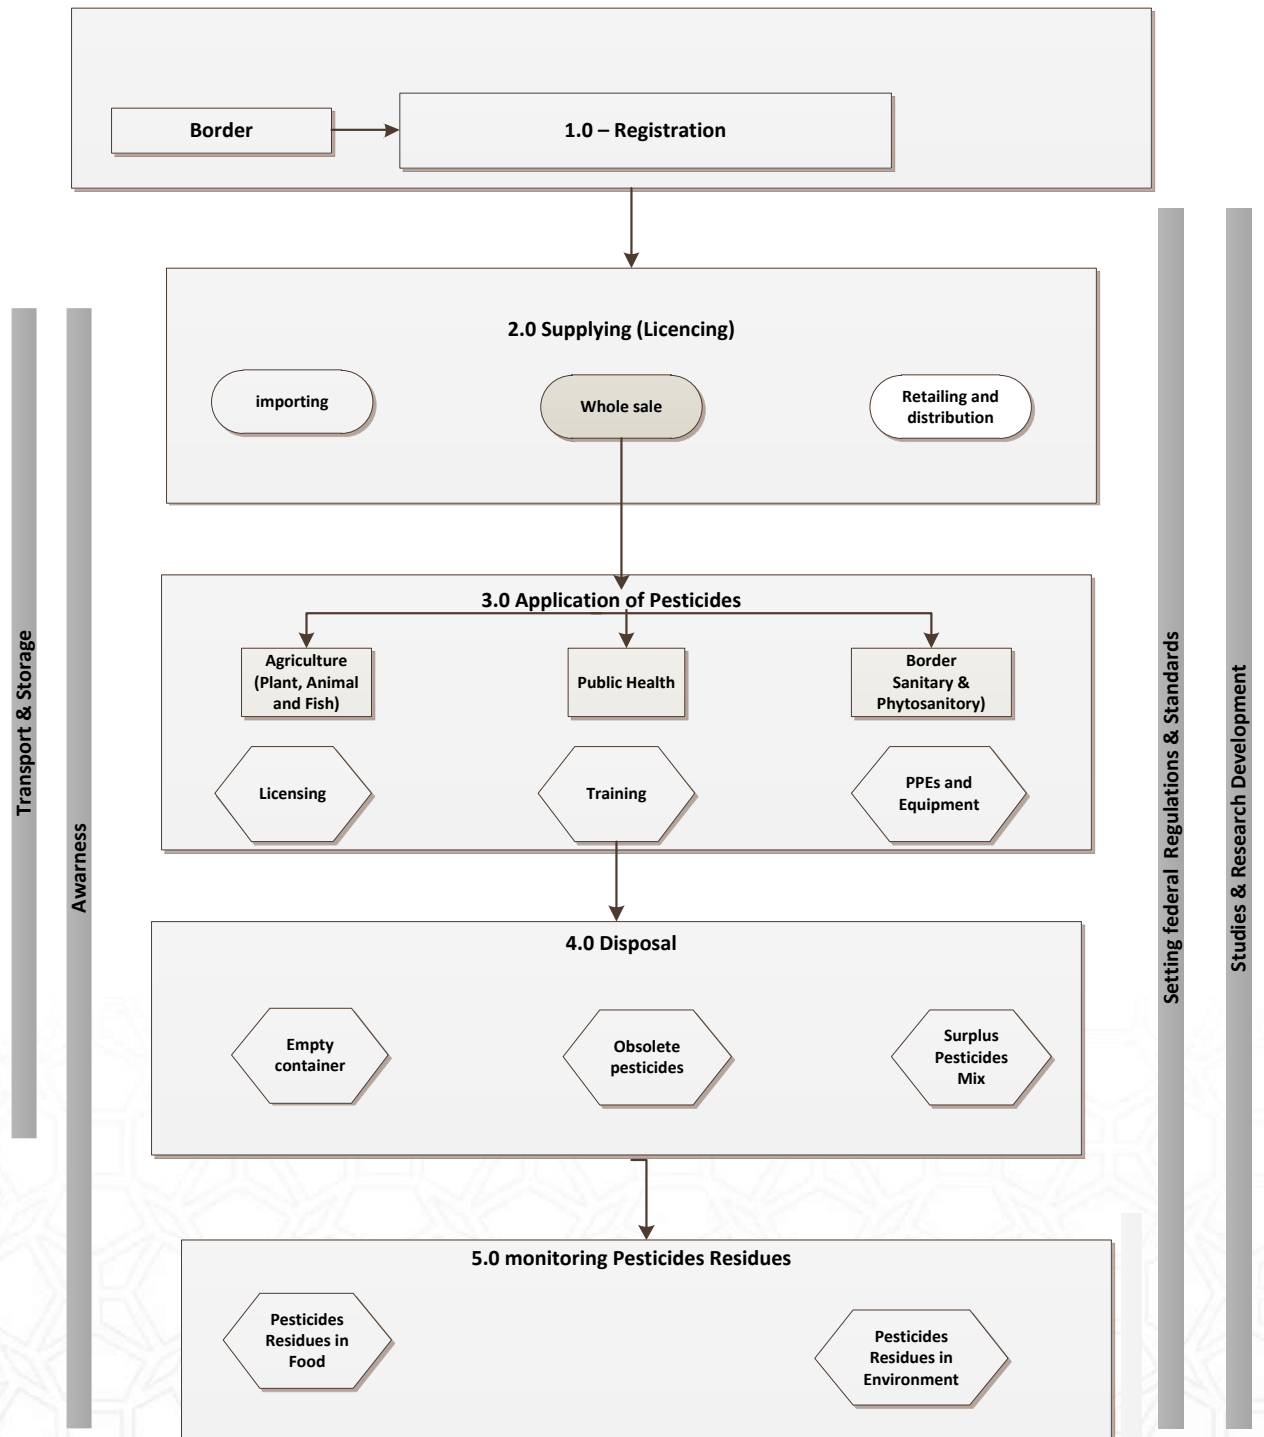 Border
1.0 – Registration
2.0 Supplying (Licencing)
importing
Whole sale
Retailing and
distribution
3.0 Application of Pesticides
Agriculture
(Plant, Animal
and Fish)
Public Health
Border
Sanitary &
Phytosanitory)
Licensing
Training
PPEs and
Equipment
4.0 Disposal
Empty
container
Obsolete
pesticides
Surplus
Pesticides
Mix
5.0 monitoring Pesticides Residues
Pesticides
Residues in
Food
Pesticides
Residues in
Environment
Transport & Storage
Awarness
Setting federal  Regulations & Standards
Studies & Research Development